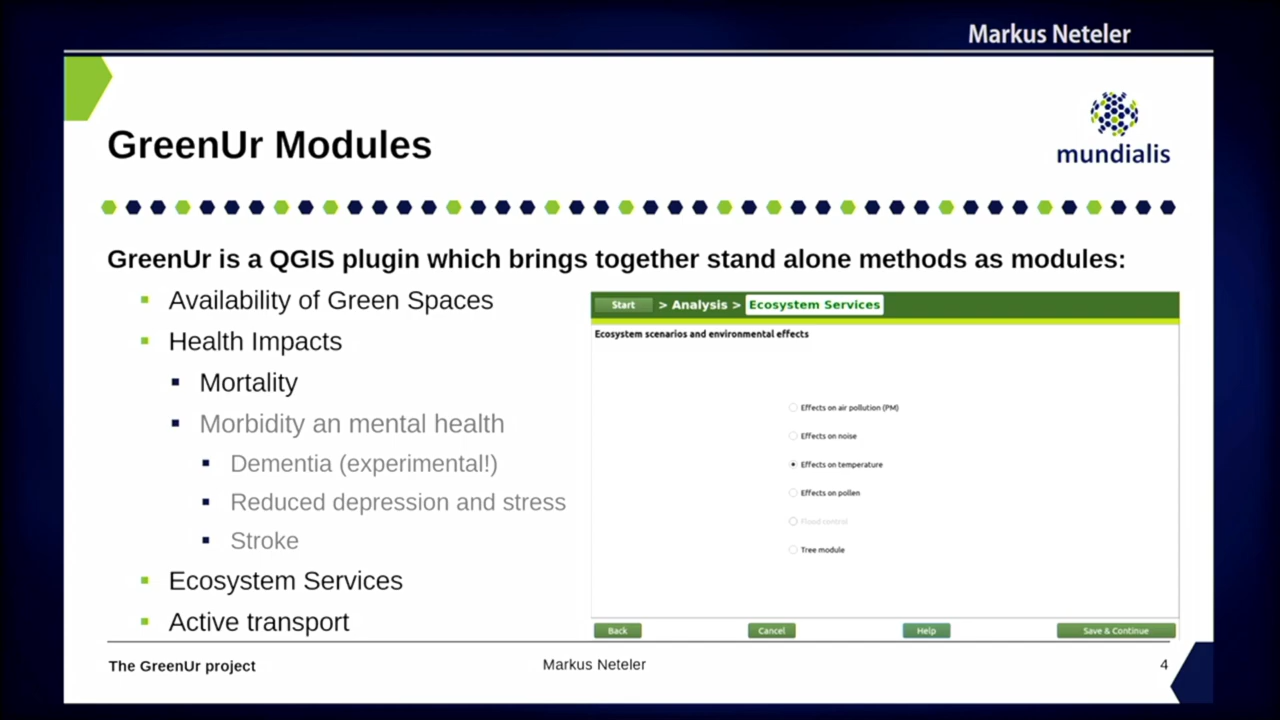 Markus Neteler
mundialis
GreenUr Modules
GreenUr is a QGIS plugin which brings together stand alone methods as modules:
Availability of Green Spaces
Health Impacts
Mortality
Morbidity an mental health
Dementia (experimental!)
Reduced depression and stress
Stroke
Ecosystem Services
Active transport
Start > Analysis > Ecosystem Services
Ecosystem scenarios and environmental effects
Effects on air pollution (PM)
Effects on noise
Effects on temperature
Effects on pollen
Flood control
Tree module
Back Cancel Help Save & Continue
The GreenUr project Markus Neteler 4